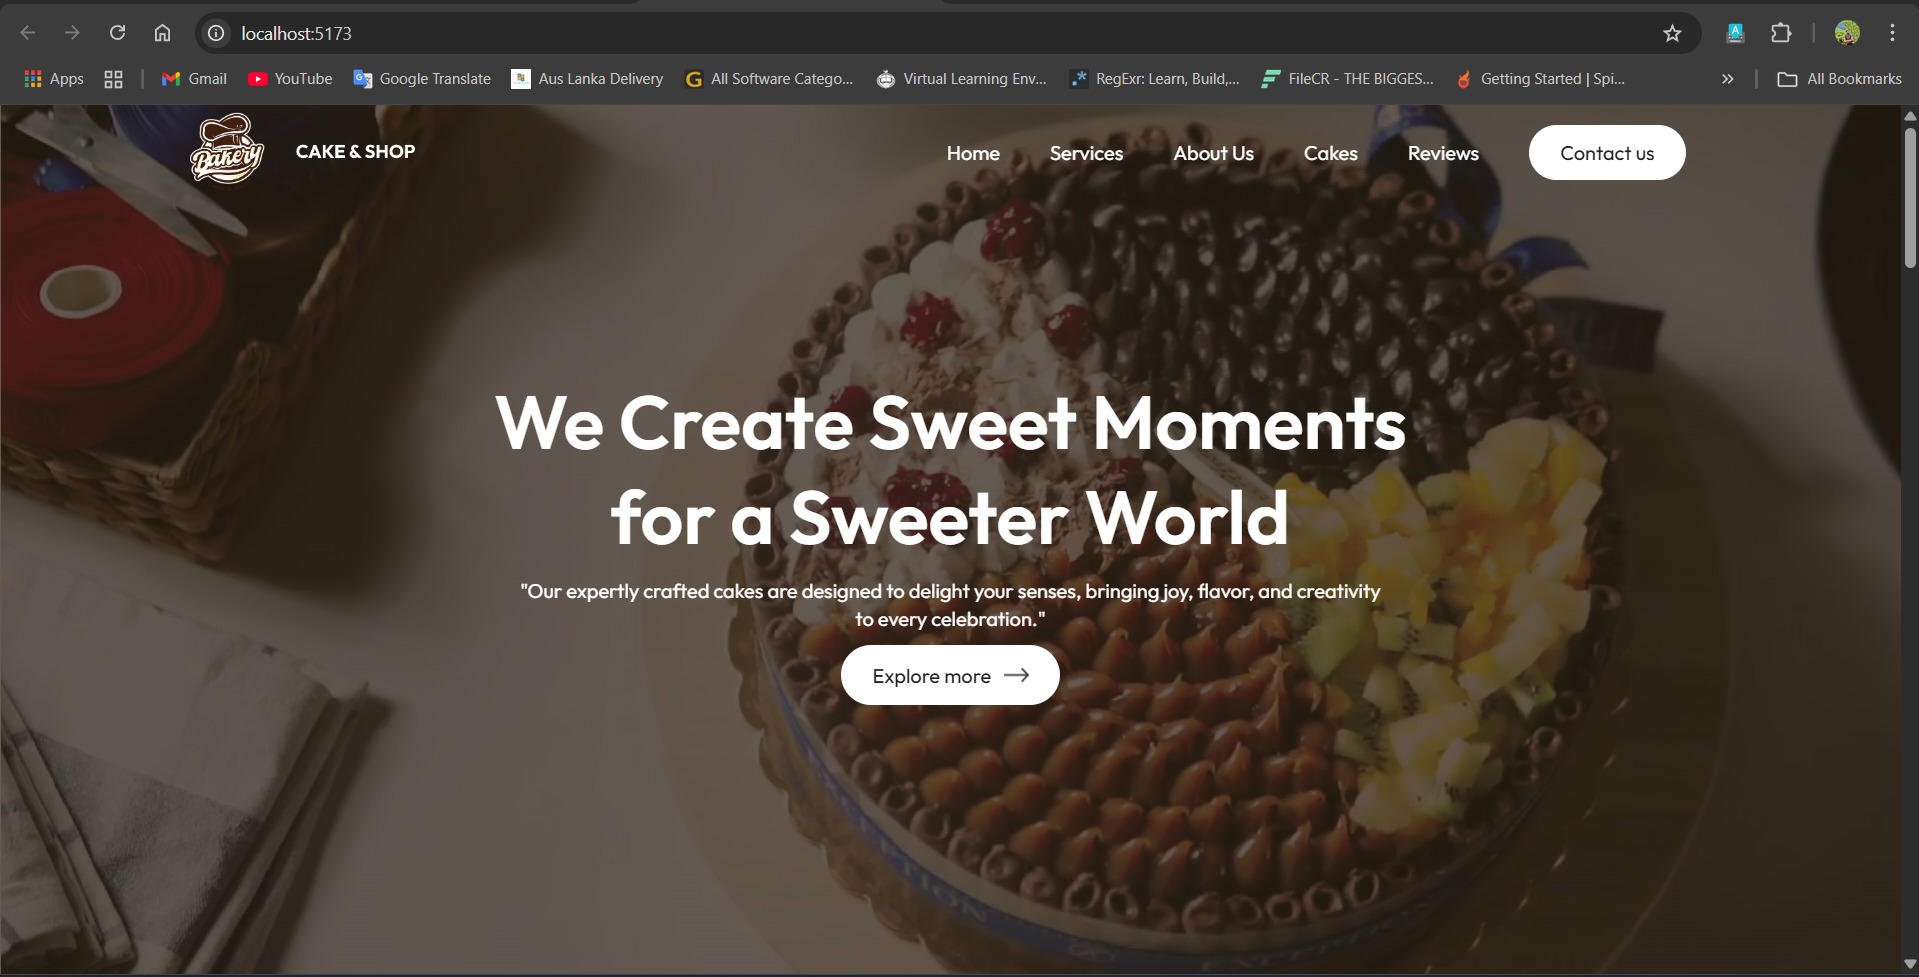 localhost:5173
Apps
Gmail
YouTube
Google Translate
Aus Lanka Delivery
All Software Catego...
Virtual Learning Env...
RegExr: Learn, Build,...
FileCR - THE BIGGES...
Getting Started | Spi...
All Bookmarks
Bakery
CAKE & SHOP
Home
Services
About Us
Cakes
Reviews
Contact us
We Create Sweet Moments
for a Sweeter World
"Our expertly crafted cakes are designed to delight your senses, bringing joy, flavor, and creativity
to every celebration."
Explore more